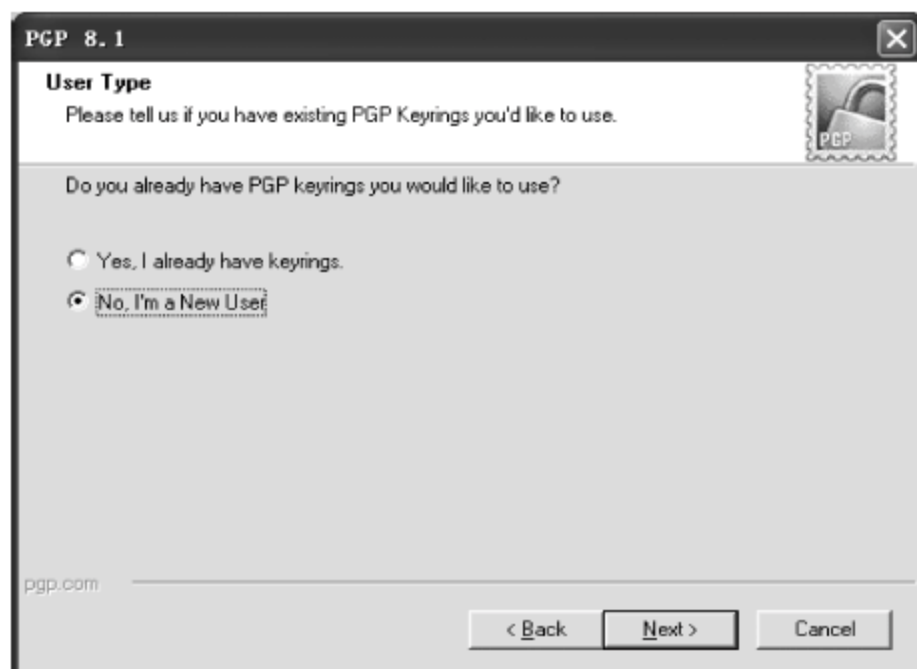 PGP 8.1
User Type
Please tell us if you have existing PGP Keyrings you'd like to use.
PGP
Do you already have PGP keyrings you would like to use?
Yes, I already have keyrings.
No, I'm a New User
pgp.com
< Back Next > Cancel